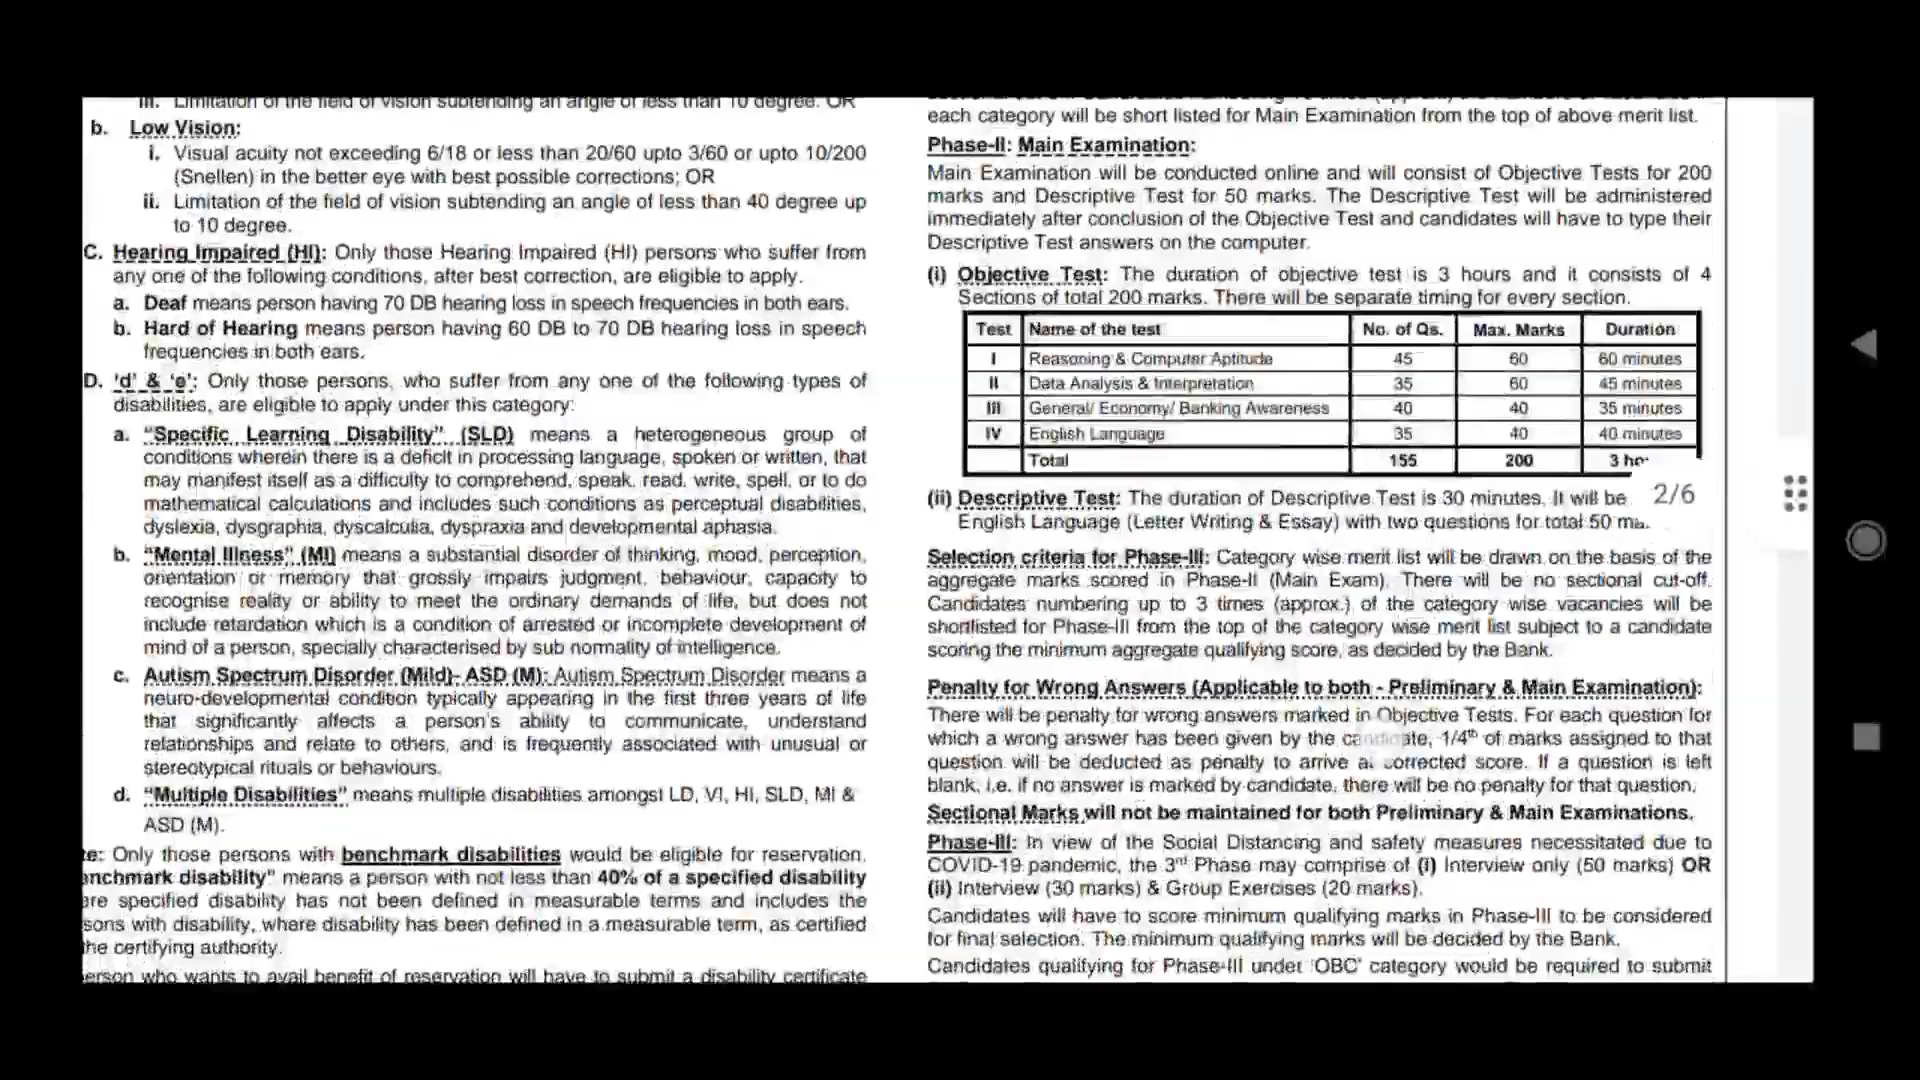 iii. Limitation of the field of vision subtending an angle of less than 10 degree. OR
b. Low Vision:
i. Visual acuity not exceeding 6/18 or less than 20/60 upto 3/60 or upto 10/200
(Snellen) in the better eye with best possible corrections; OR
ii. Limitation of the field of vision subtending an angle of less than 40 degree up
to 10 degree.
C. Hearing Impaired (HI): Only those Hearing Impaired (HI) persons who suffer from
any one of the following conditions, after best correction, are eligible to apply.
a. Deaf means person having 70 DB hearing loss in speech frequencies in both ears.
b. Hard of Hearing means person having 60 DB to 70 DB hearing loss in speech
frequencies in both ears.
D. 'd' & 'e': Only those persons, who suffer from any one of the following types of
disabilities, are eligible to apply under this category:
a. "Specific Learning Disability" (SLD) means a heterogeneous group of
conditions wherein there is a deficit in processing language, spoken or written, that
may manifest itself as a difficulty to comprehend, speak, read, write, spell, or to do
mathematical calculations and includes such conditions as perceptual disabilities,
dyslexia, dysgraphia, dyscalculia, dyspraxia and developmental aphasia.
b. "Mental Illness" (MI) means a substantial disorder of thinking, mood, perception,
orientation or memory that grossly impairs judgment, behaviour, capacity to
recognise reality or ability to meet the ordinary demands of life, but does not
include retardation which is a condition of arrested or incomplete development of
mind of a person, specially characterised by sub normality of intelligence.
c. Autism Spectrum Disorder (Mild)- ASD (M): Autism Spectrum Disorder means a
neuro-developmental condition typically appearing in the first three years of life
that significantly affects a person's ability to communicate, understand
relationships and relate to others, and is frequently associated with unusual or
stereotypical rituals or behaviours.
d. "Multiple Disabilities" means multiple disabilities amongst LD, VI, HI, SLD, MI &
ASD (M).
te: Only those persons with benchmark disabilities would be eligible for reservation.
nchmark disability" means a person with not less than 40% of a specified disability
ere specified disability has not been defined in measurable terms and includes the
sons with disability, where disability has been defined in a measurable term, as certified
the certifying authority.
erson who wants to avail benefit of reservation will have to submit a disability certificate
each category will be short listed for Main Examination from the top of above merit list.
Phase-II: Main Examination:
Main Examination will be conducted online and will consist of Objective Tests for 200
marks and Descriptive Test for 50 marks. The Descriptive Test will be administered
immediately after conclusion of the Objective Test and candidates will have to type their
Descriptive Test answers on the computer.
(i) Objective Test: The duration of objective test is 3 hours and it consists of 4
Sections of total 200 marks. There will be separate timing for every section.
Test Name of the test No. of Qs. Max. Marks Duration
I Reasoning & Computer Aptitude 45 60 60 minutes
II Data Analysis & Interpretation 35 60 45 minutes
III General/ Economy/ Banking Awareness 40 40 35 minutes
IV English Language 35 40 40 minutes
Total 155 200 3 ho
(ii) Descriptive Test: The duration of Descriptive Test is 30 minutes. It will be
2/6
English Language (Letter Writing & Essay) with two questions for total 50 ma
Selection criteria for Phase-III: Category wise merit list will be drawn on the basis of the
aggregate marks scored in Phase-II (Main Exam). There will be no sectional cut-off.
Candidates numbering up to 3 times (approx.) of the category wise vacancies will be
shortlisted for Phase-III from the top of the category wise merit list subject to a candidate
scoring the minimum aggregate qualifying score, as decided by the Bank.
Penalty for Wrong Answers (Applicable to both - Preliminary & Main Examination):
There will be penalty for wrong answers marked in Objective Tests. For each question for
which a wrong answer has been given by the candidate, 1/4th of marks assigned to that
question will be deducted as penalty to arrive at corrected score. If a question is left
blank, i.e. if no answer is marked by candidate, there will be no penalty for that question.
Sectional Marks will not be maintained for both Preliminary & Main Examinations.
Phase-III: In view of the Social Distancing and safety measures necessitated due to
COVID-19 pandemic, the 3rd Phase may comprise of (i) Interview only (50 marks) OR
(ii) Interview (30 marks) & Group Exercises (20 marks).
Candidates will have to score minimum qualifying marks in Phase-III to be considered
for final selection. The minimum qualifying marks will be decided by the Bank.
Candidates qualifying for Phase-III under 'OBC' category would be required to submit